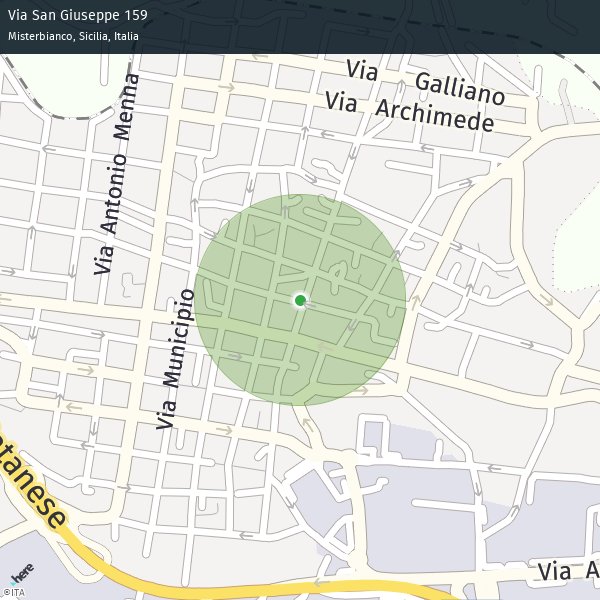 Via San Giuseppe 159
Misterbianco, Sicilia, Italia
Via Galliano
Via Archimede
Via Antonio Menna
Via Municipio
tanese
Via A
here
©ITA